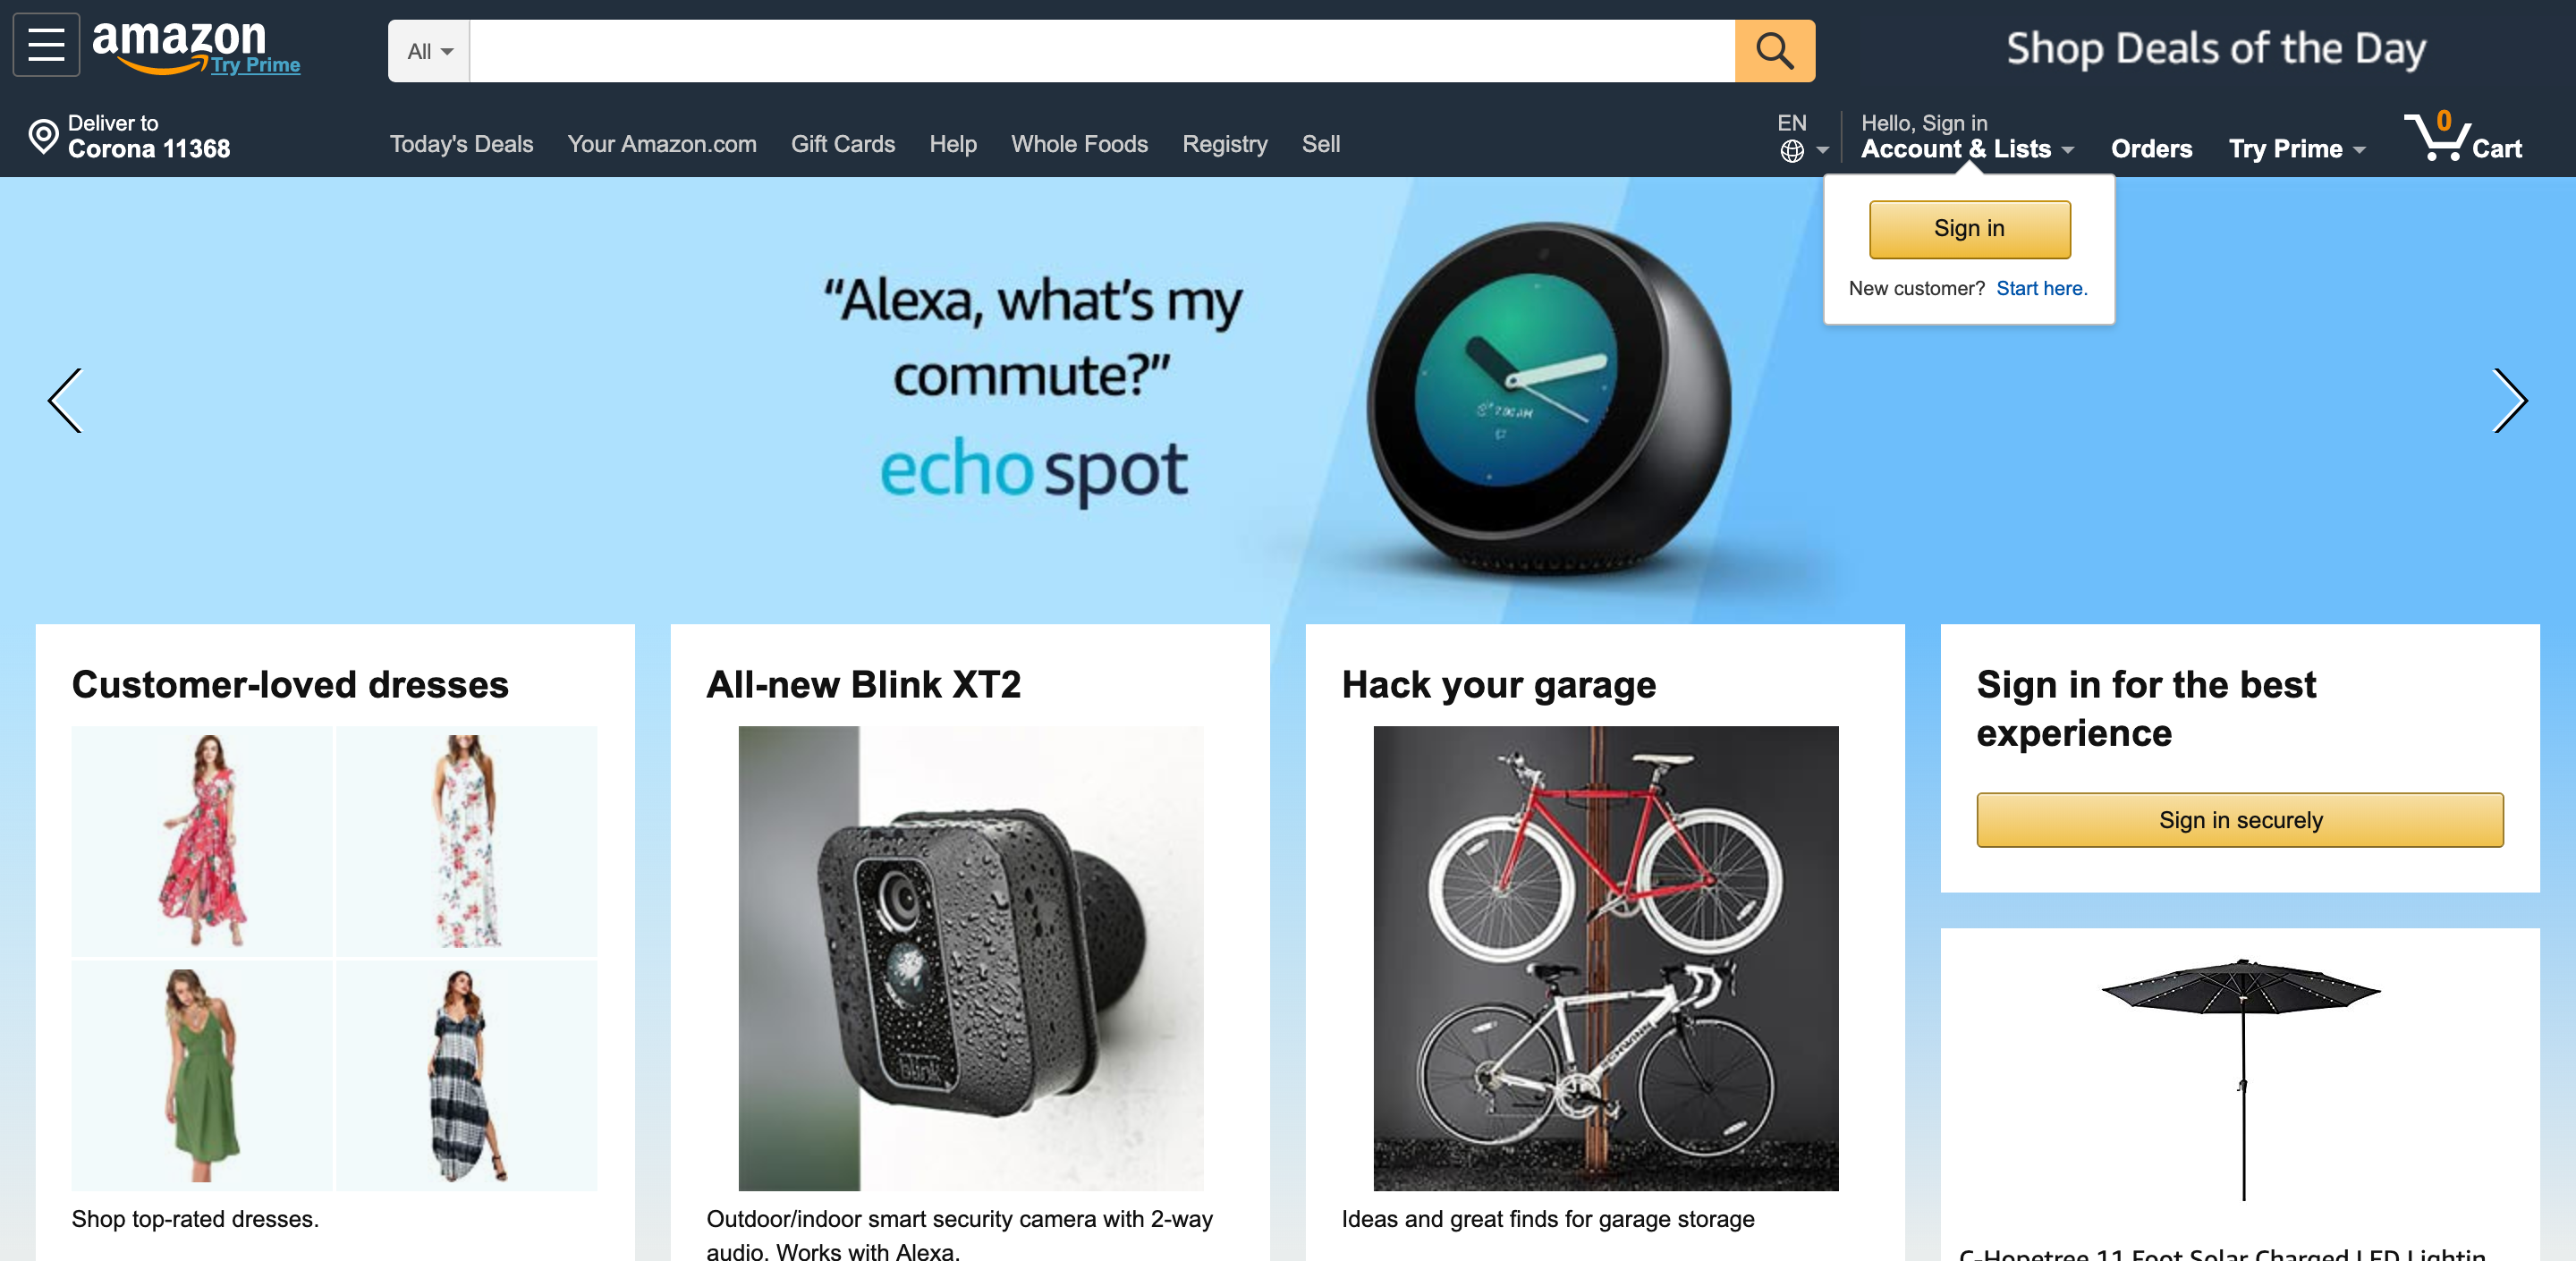 amazon
Try Prime
All
Shop Deals of the Day
Deliver to
Corona 11368
Today's Deals
Your Amazon.com
Gift Cards
Help
Whole Foods
Registry
Sell
EN
Hello, Sign in
Account & Lists
Orders
Try Prime
0
Cart
Sign in
New customer? Start here.
“Alexa, what’s my
commute?”
echo spot
7:00 AM
Customer-loved dresses
Shop top-rated dresses.
All-new Blink XT2
blink
Outdoor/indoor smart security camera with 2-way
audio. Works with Alexa.
Hack your garage
SCHWINN
Ideas and great finds for garage storage
Sign in for the best
experience
Sign in securely
C-Hopetree 11 Foot Solar Charged LED Lightin